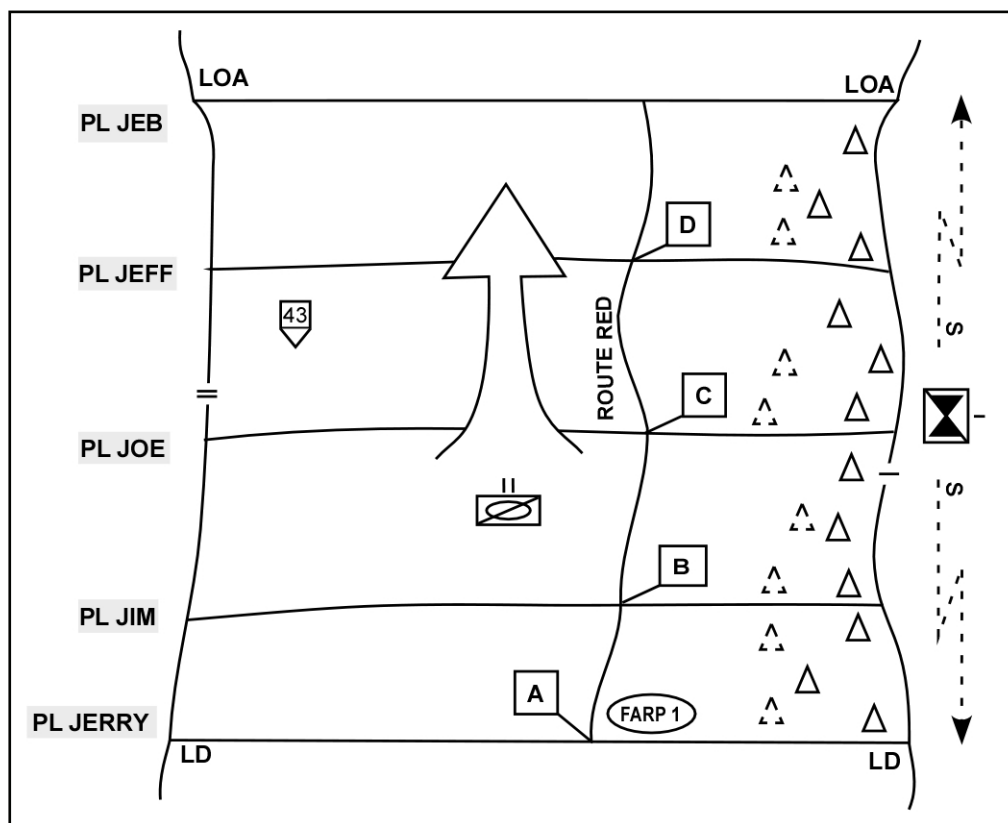 LOA
LOA
PL JEB
D
PL JEFF
43
ROUTE RED
S
C
PL JOE
S
B
PL JIM
A
FARP 1
PL JERRY
LD
LD